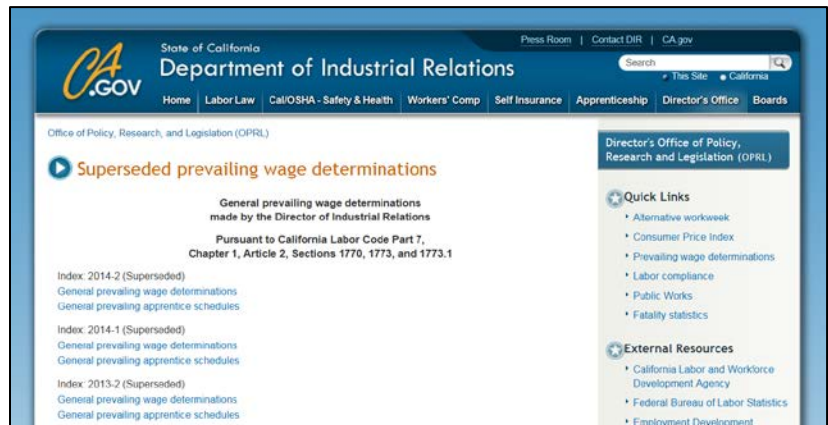 Press Room | Contact DIR | CA.gov
CA.GOV
State of California
Department of Industrial Relations
Search
This Site California
Home Labor Law Cal/OSHA - Safety & Health Workers' Comp Self Insurance Apprenticeship Director's Office Boards
Office of Policy, Research, and Legislation (OPRL)
Superseded prevailing wage determinations
General prevailing wage determinations
made by the Director of Industrial Relations
Pursuant to California Labor Code Part 7,
Chapter 1, Article 2, Sections 1770, 1773, and 1773.1
Index: 2014-2 (Superseded)
General prevailing wage determinations
General prevailing apprentice schedules
Index: 2014-1 (Superseded)
General prevailing wage determinations
General prevailing apprentice schedules
Index: 2013-2 (Superseded)
General prevailing wage determinations
General prevailing apprentice schedules
Director's Office of Policy,
Research and Legislation (OPRL)
Quick Links
Alternative workweek
Consumer Price Index
Prevailing wage determinations
Labor compliance
Public Works
Fatality statistics
External Resources
California Labor and Workforce
Development Agency
Federal Bureau of Labor Statistics
Employment Development